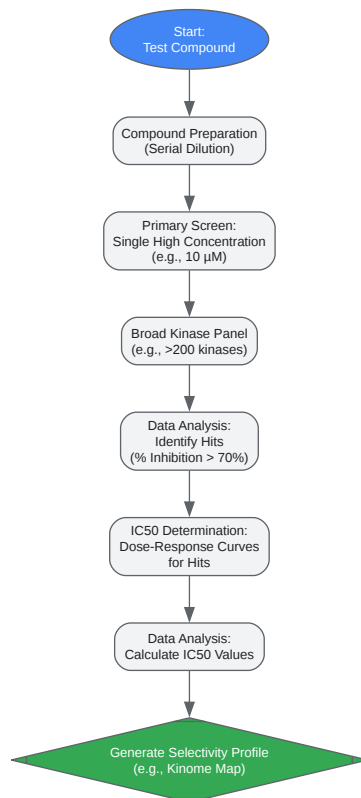 Start:
Test Compound
Compound Preparation
(Serial Dilution)
Primary Screen:
Single High Concentration
(e.g., 10 µM)
Broad Kinase Panel
(e.g., >200 kinases)
Data Analysis:
Identify Hits
(% Inhibition > 70%)
IC50 Determination:
Dose-Response Curves
for Hits
Data Analysis:
Calculate IC50 Values
Generate Selectivity Profile
(e.g., Kinome Map)